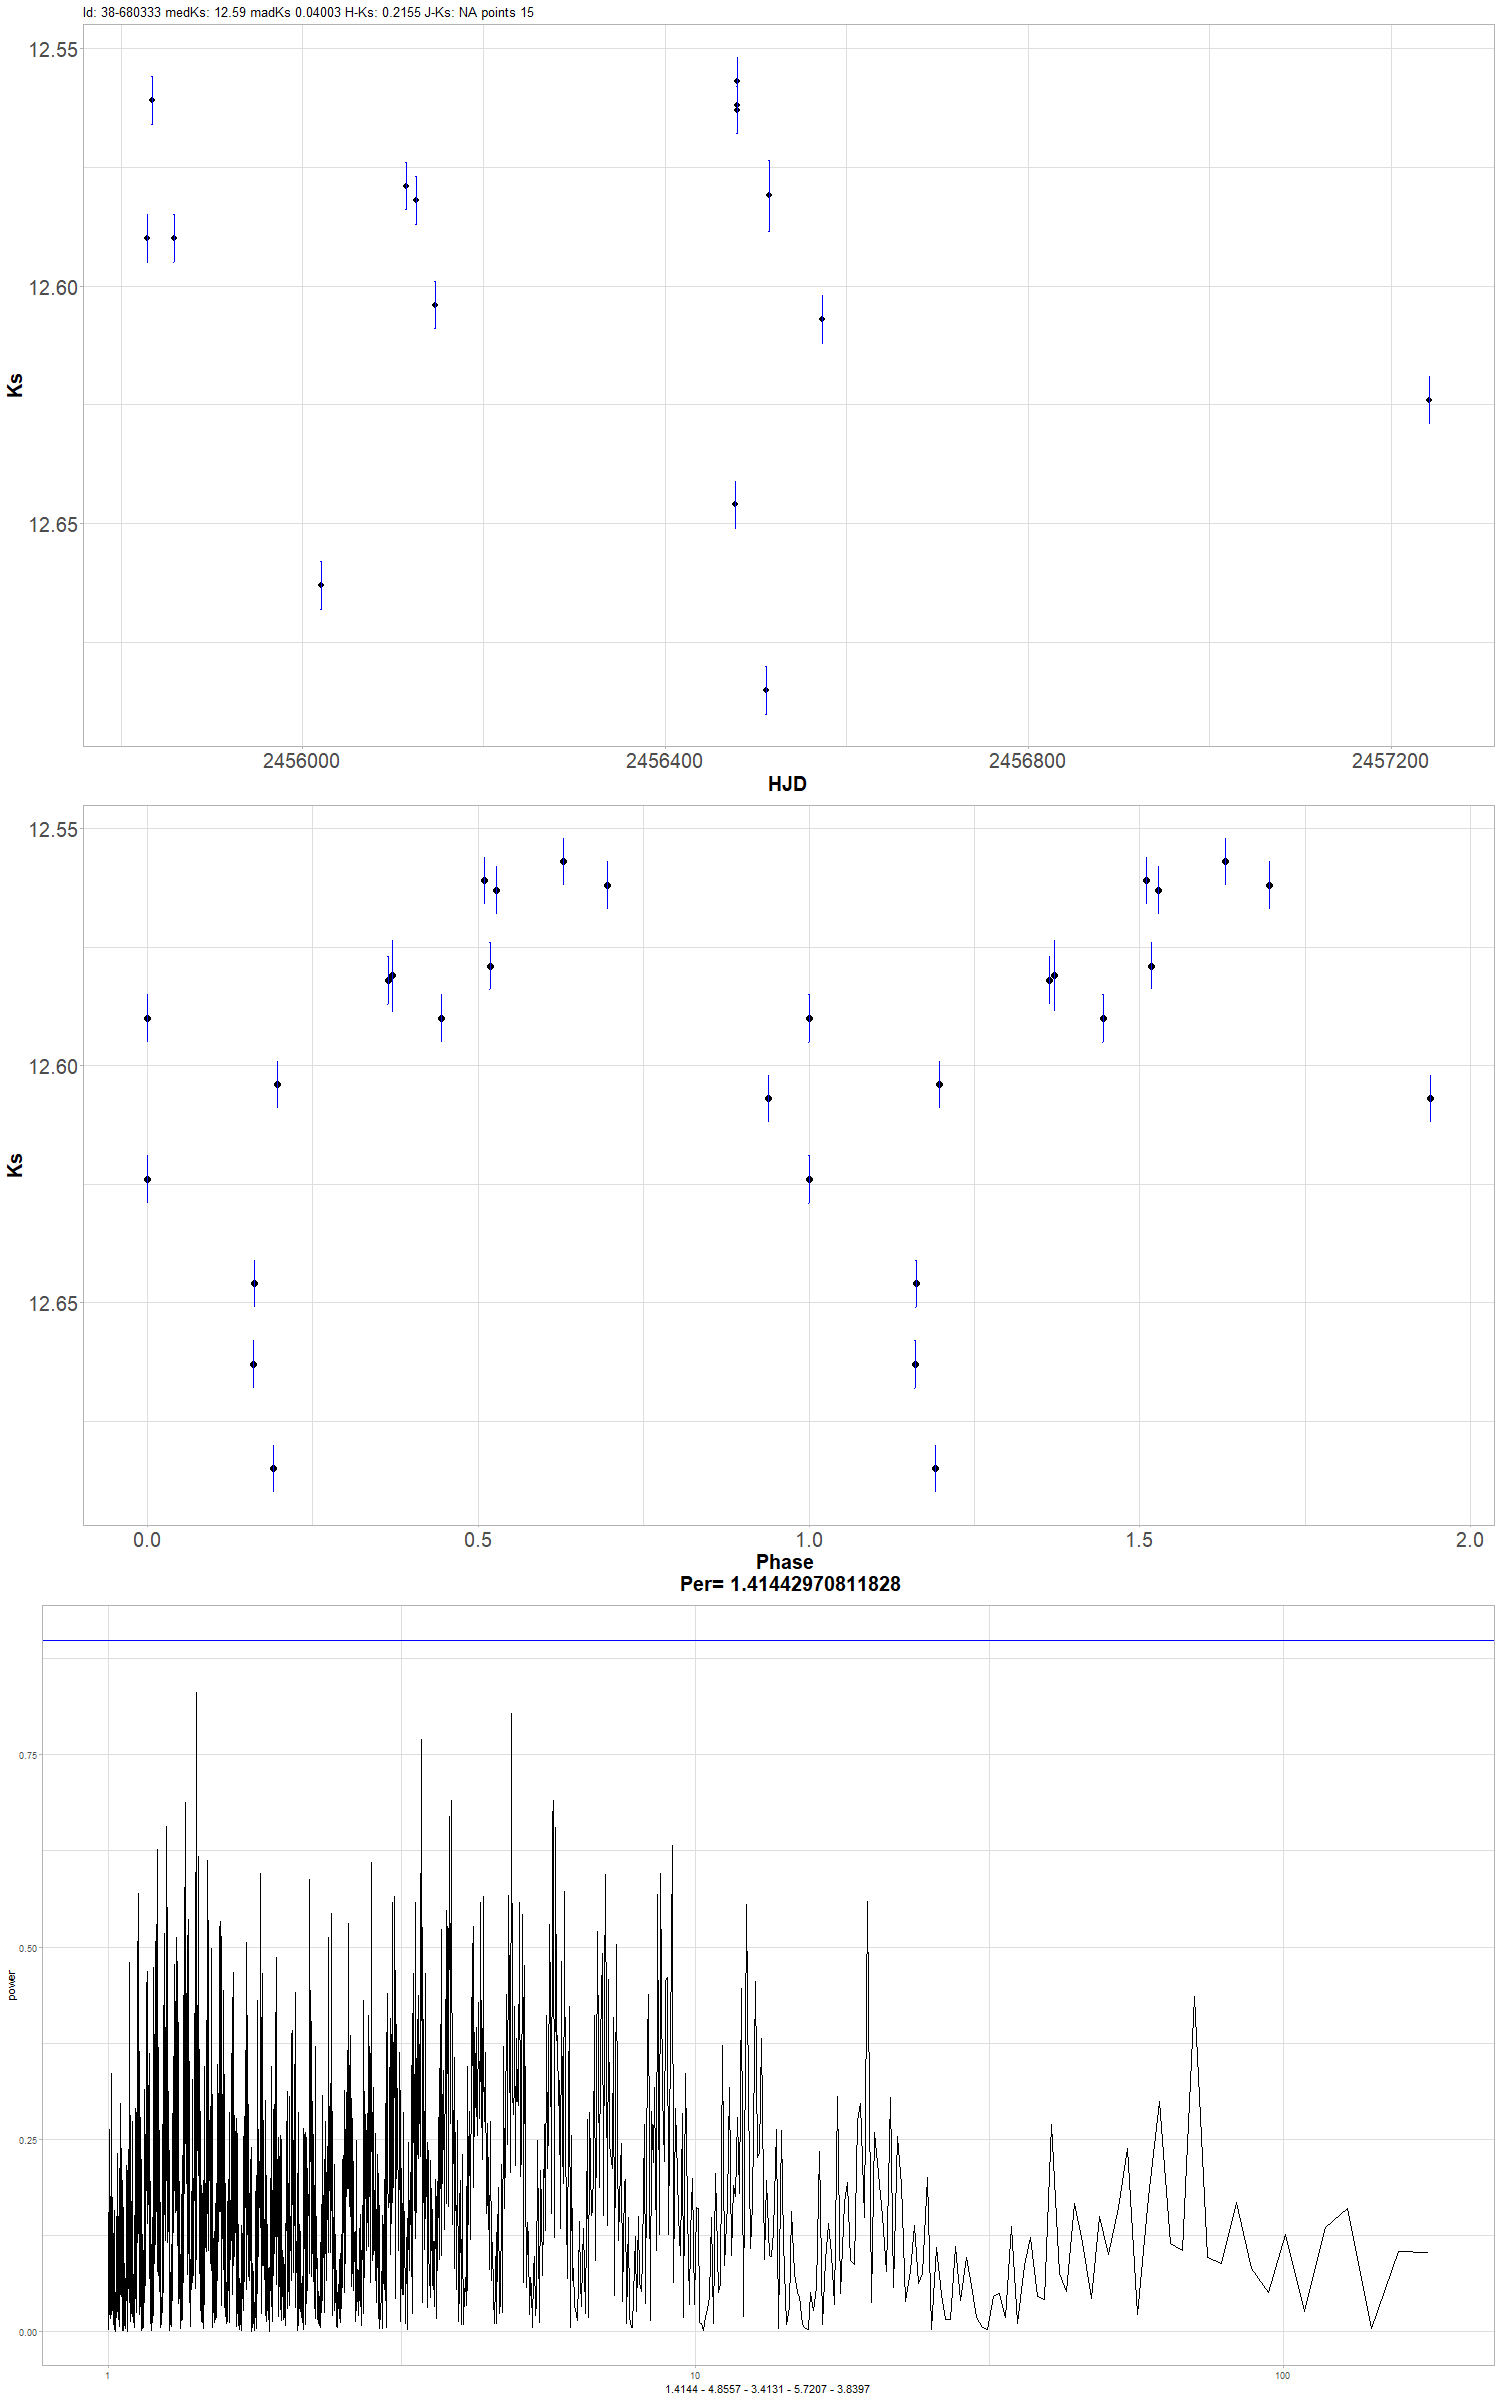 Id: 38-680333 medKs: 12.59 madKs 0.04003 H-Ks: 0.2155 J-Ks: NA points 15
12.55
12.60
12.65
Ks
2456000 2456400 2456800 2457200
HJD
12.55
12.60
12.65
Ks
0.0 0.5 1.0 1.5 2.0
Phase
Per= 1.41442970811828
0.75
0.50
0.25
0.00
power
1 10 100
1.4144 - 4.8557 - 3.4131 - 5.7207 - 3.8397